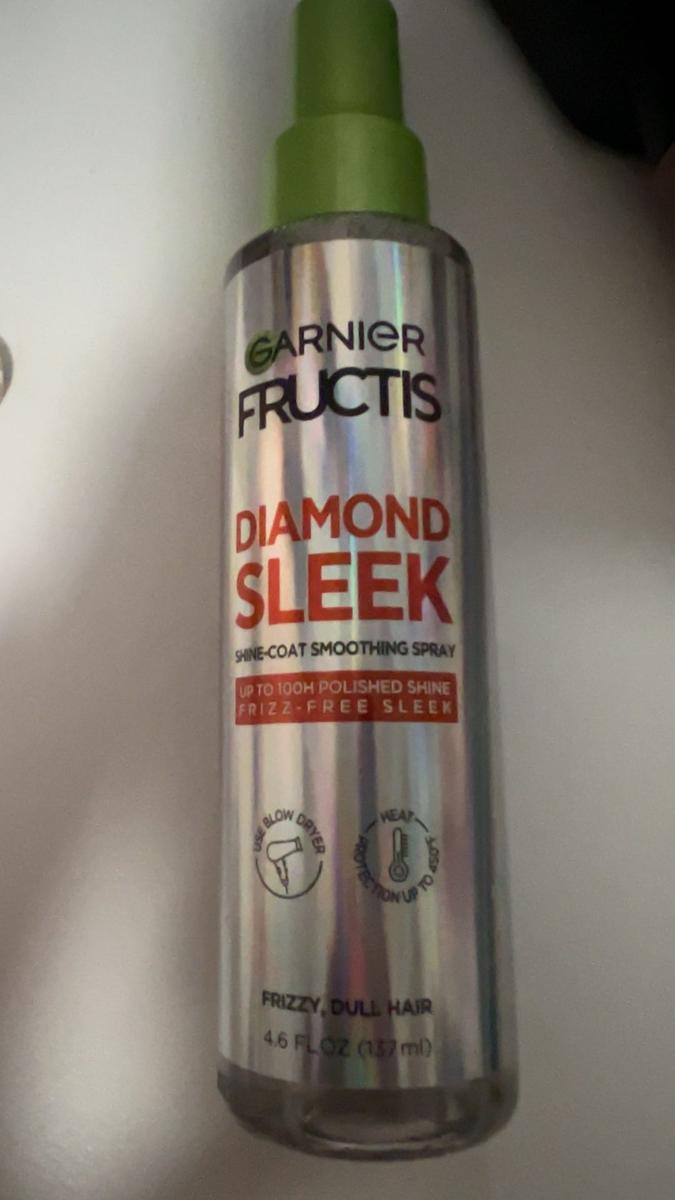 GARNIER
FRUCTIS
DIAMOND
SLEEK
SHINE-COAT SMOOTHING SPRAY
UP TO 100H POLISHED SHINE
FRIZZ-FREE SLEEK
USE BLOW DRYER
HEAT
PROTECTION UP TO 450°F
FRIZZY, DULL HAIR
4.6 FL OZ (137 ml)